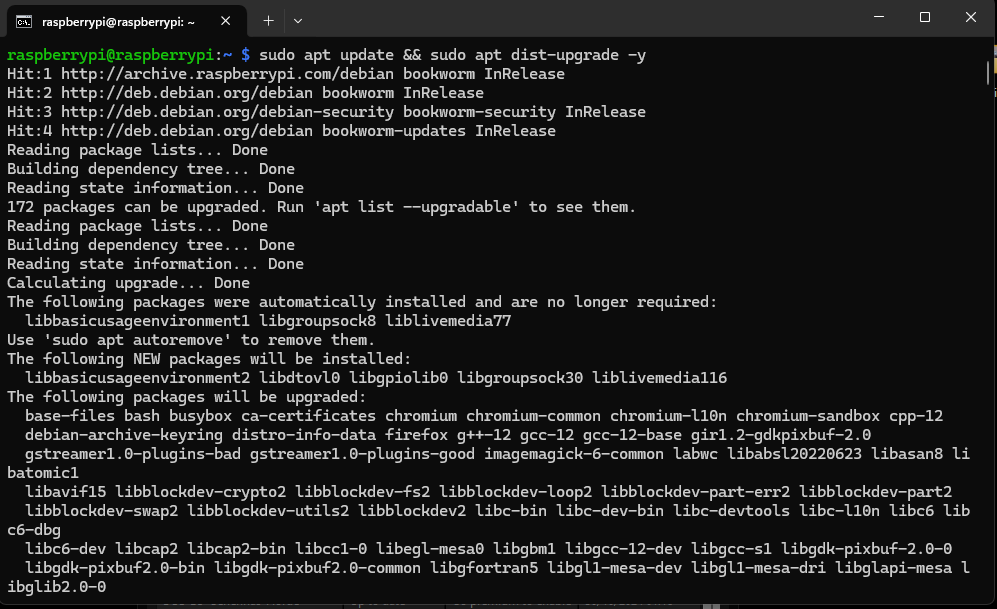 raspberrypi@raspberrypi: ~
raspberrypi@raspberrypi:~ $ sudo apt update && sudo apt dist-upgrade -y
Hit:1 http://archive.raspberrypi.com/debian bookworm InRelease
Hit:2 http://deb.debian.org/debian bookworm InRelease
Hit:3 http://deb.debian.org/debian-security bookworm-security InRelease
Hit:4 http://deb.debian.org/debian bookworm-updates InRelease
Reading package lists... Done
Building dependency tree... Done
Reading state information... Done
172 packages can be upgraded. Run 'apt list --upgradable' to see them.
Reading package lists... Done
Building dependency tree... Done
Reading state information... Done
Calculating upgrade... Done
The following packages were automatically installed and are no longer required:
  libbasicusageenvironment1 libgroupsock8 liblivemedia77
Use 'sudo apt autoremove' to remove them.
The following NEW packages will be installed:
  libbasicusageenvironment2 libdtovl0 libgpiolib0 libgroupsock30 liblivemedia116
The following packages will be upgraded:
  base-files bash busybox ca-certificates chromium chromium-common chromium-l10n chromium-sandbox cpp-12
  debian-archive-keyring distro-info-data firefox g++-12 gcc-12 gcc-12-base gir1.2-gdkpixbuf-2.0
  gstreamer1.0-plugins-bad gstreamer1.0-plugins-good imagemagick-6-common labwc libabsl20220623 libasan8 li
batomic1
  libavif15 libblockdev-crypto2 libblockdev-fs2 libblockdev-loop2 libblockdev-part-err2 libblockdev-part2
  libblockdev-swap2 libblockdev-utils2 libblockdev2 libc-bin libc-dev-bin libc-devtools libc-l10n libc6 lib
c6-dbg
  libc6-dev libcap2 libcap2-bin libcc1-0 libegl-mesa0 libgbm1 libgcc-12-dev libgcc-s1 libgdk-pixbuf-2.0-0
  libgdk-pixbuf2.0-bin libgdk-pixbuf2.0-common libgfortran5 libgl1-mesa-dev libgl1-mesa-dri libglapi-mesa l
ibglib2.0-0